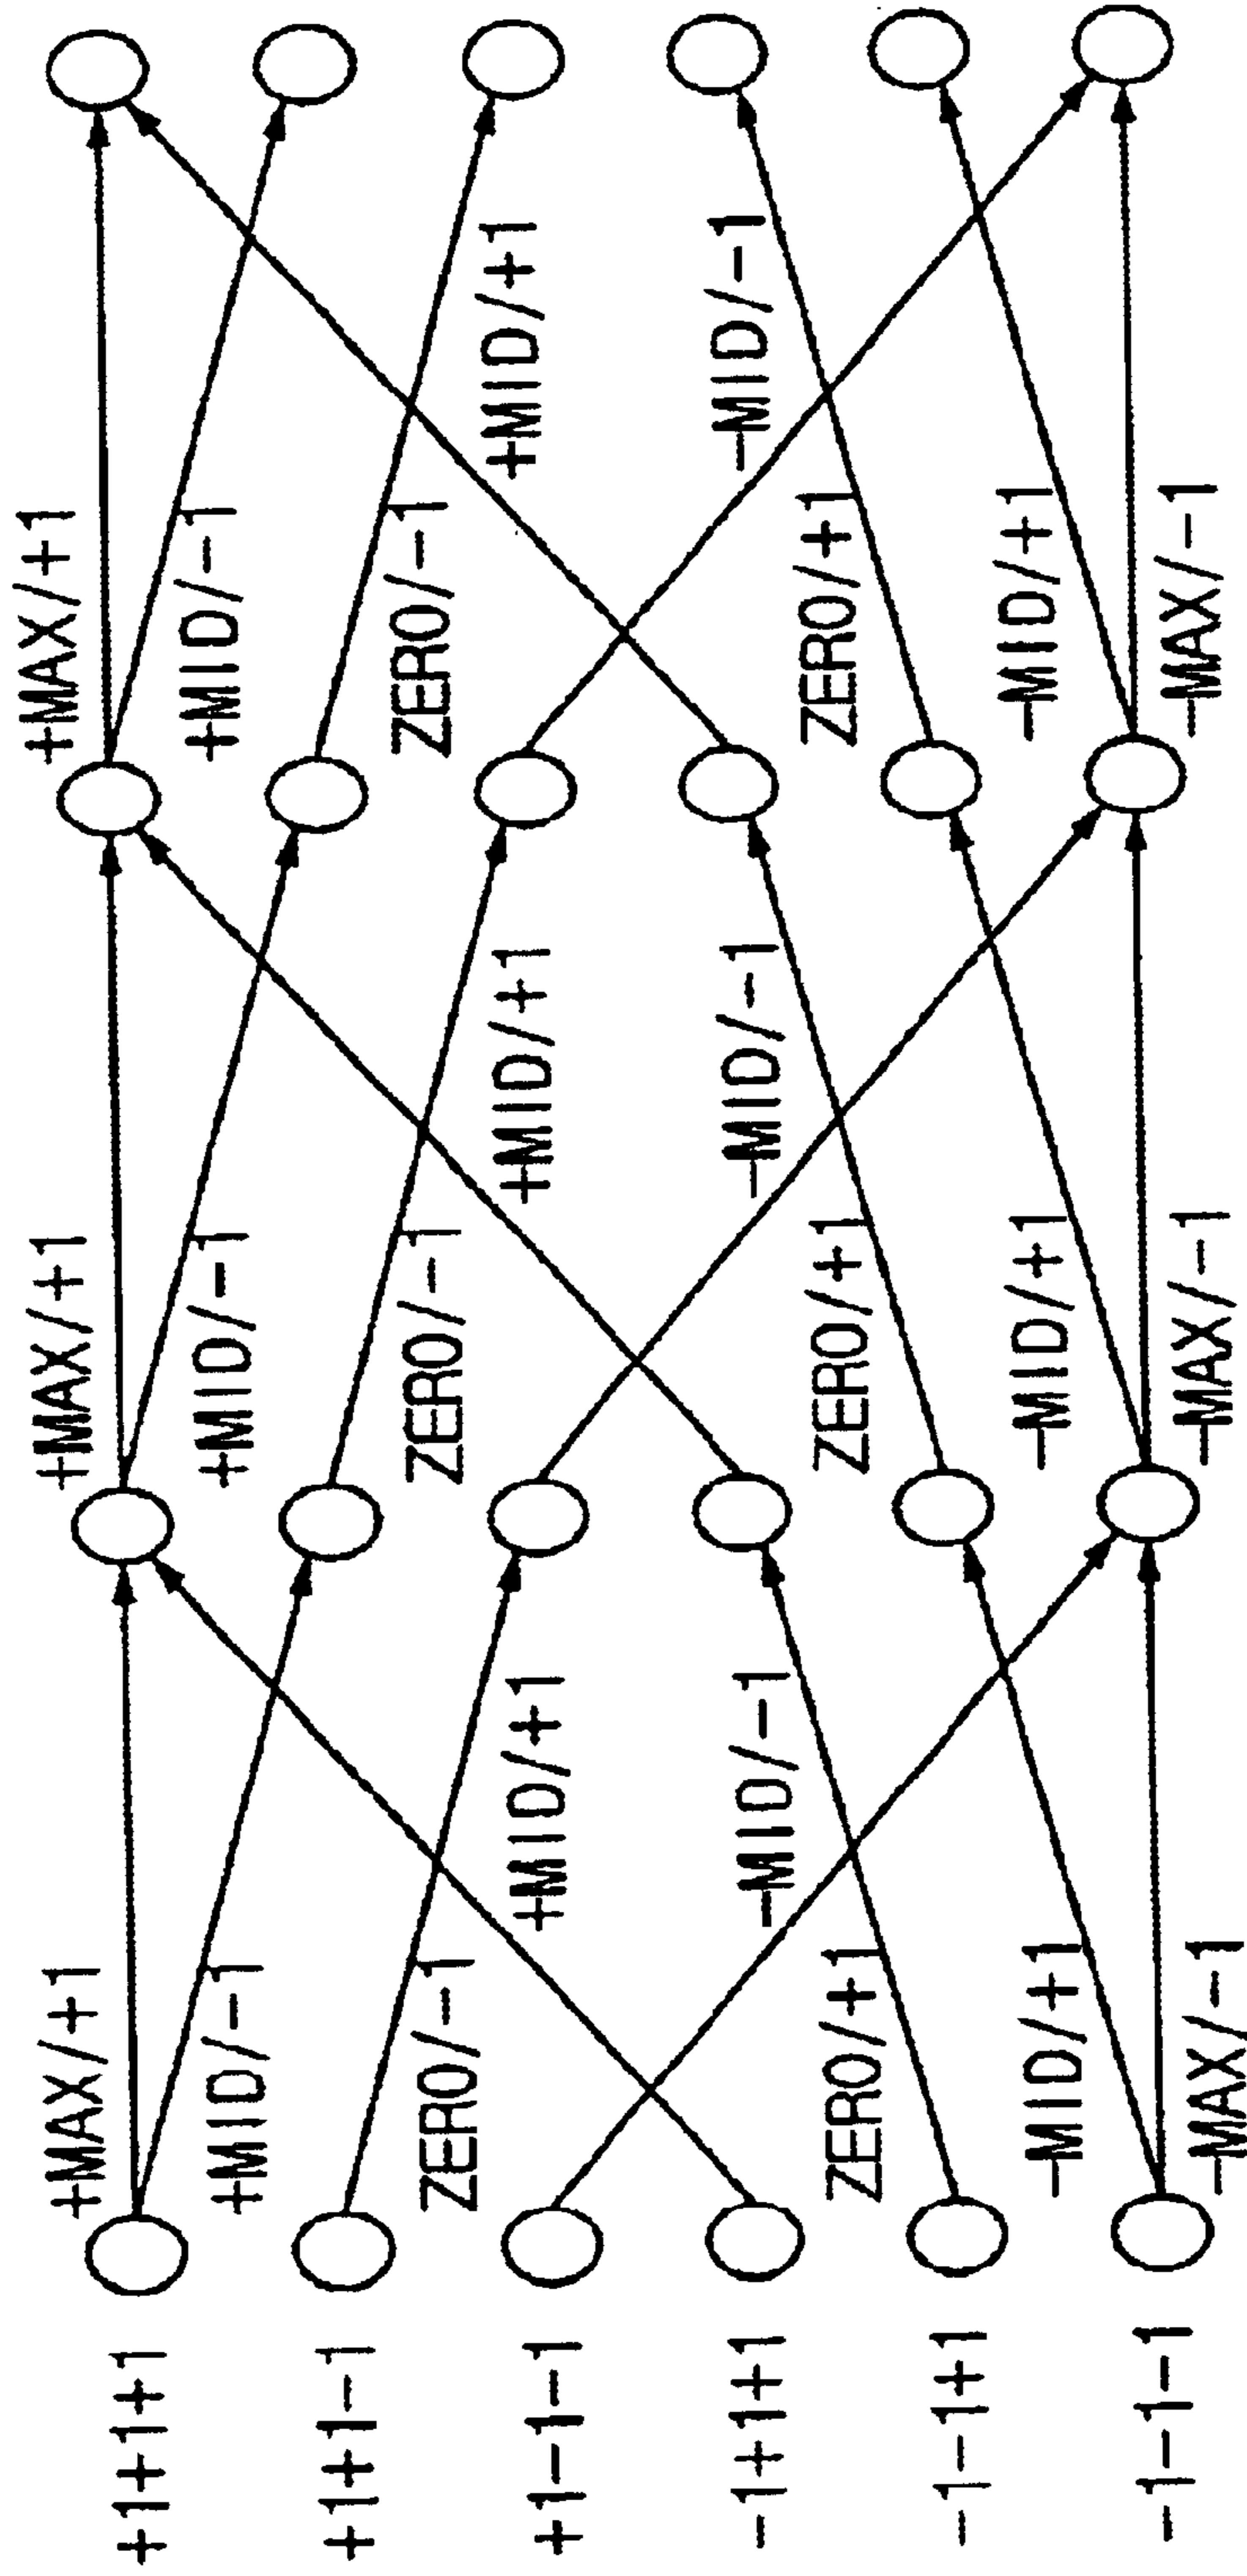 +MAX/+1
+MAX/+1
+MAX/+1
+1+1+1
+MID/−1
+MID/−1
+MID/−1
+1+1−1
ZERO/−1
ZERO/−1
ZERO/−1
+1−1−1
+MID/+1
+MID/+1
+MID/+1
−1+1+1
−MID/−1
−MID/−1
−MID/−1
ZERO/+1
ZERO/+1
ZERO/+1
−1−1+1
−MID/+1
−MID/+1
−MID/+1
−1−1−1
−MAX/−1
−MAX/−1
−MAX/−1